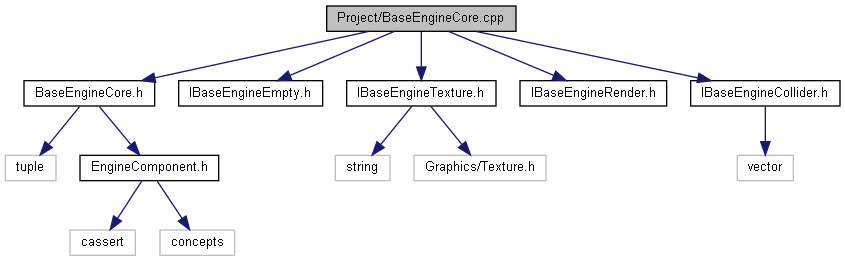 Project/BaseEngineCore.cpp
BaseEngineCore.h
IBaseEngineEmpty.h
IBaseEngineTexture.h
IBaseEngineRender.h
IBaseEngineCollider.h
tuple
EngineComponent.h
string
Graphics/Texture.h
vector
cassert
concepts